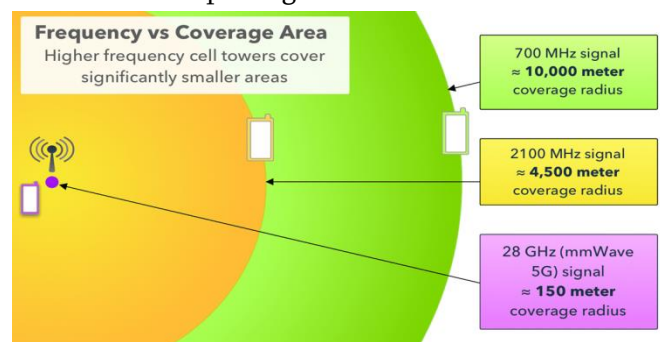 Frequency vs Coverage Area
Higher frequency cell towers cover
significantly smaller areas
700 MHz signal
≈ 10,000 meter
coverage radius
2100 MHz signal
≈ 4,500 meter
coverage radius
28 GHz (mmWave
5G) signal
≈ 150 meter
coverage radius